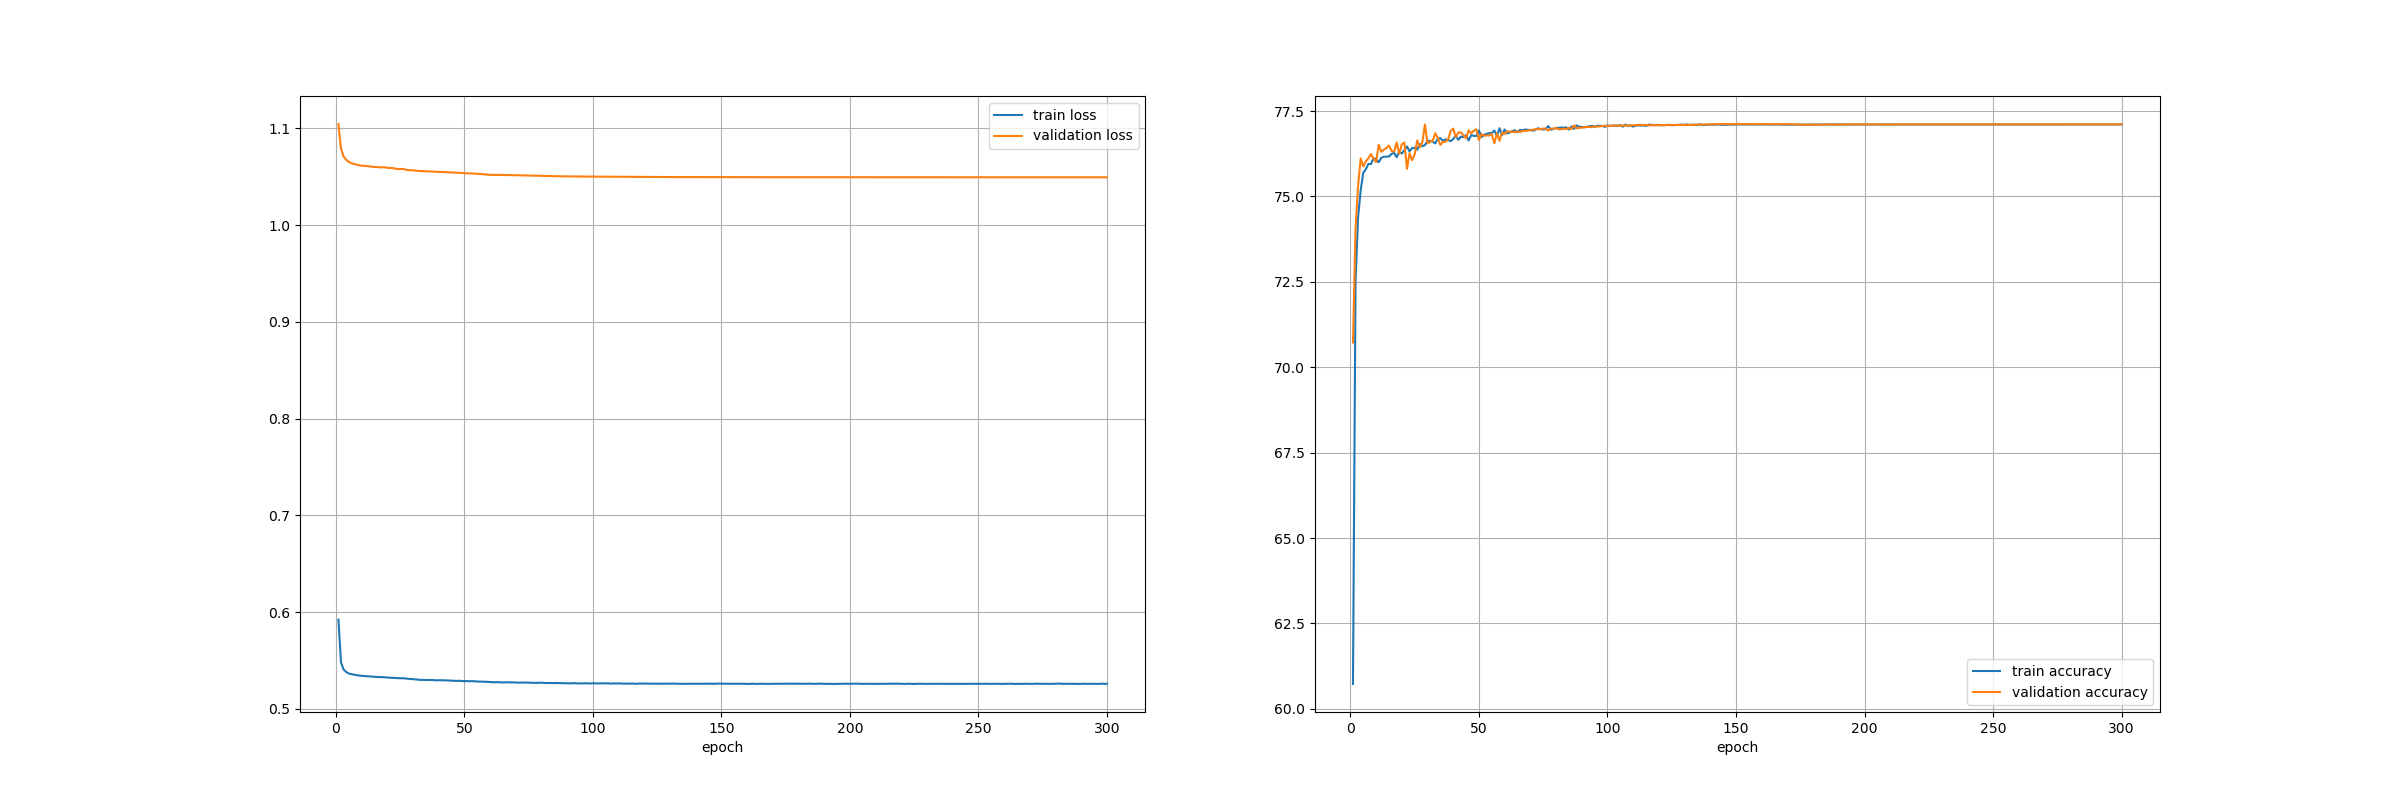 train loss
validation loss
1.1
1.0
0.9
0.8
0.7
0.6
0.5
0 50 100 150 200 250 300
epoch
77.5
75.0
72.5
70.0
67.5
65.0
62.5
60.0
train accuracy
validation accuracy
0 50 100 150 200 250 300
epoch